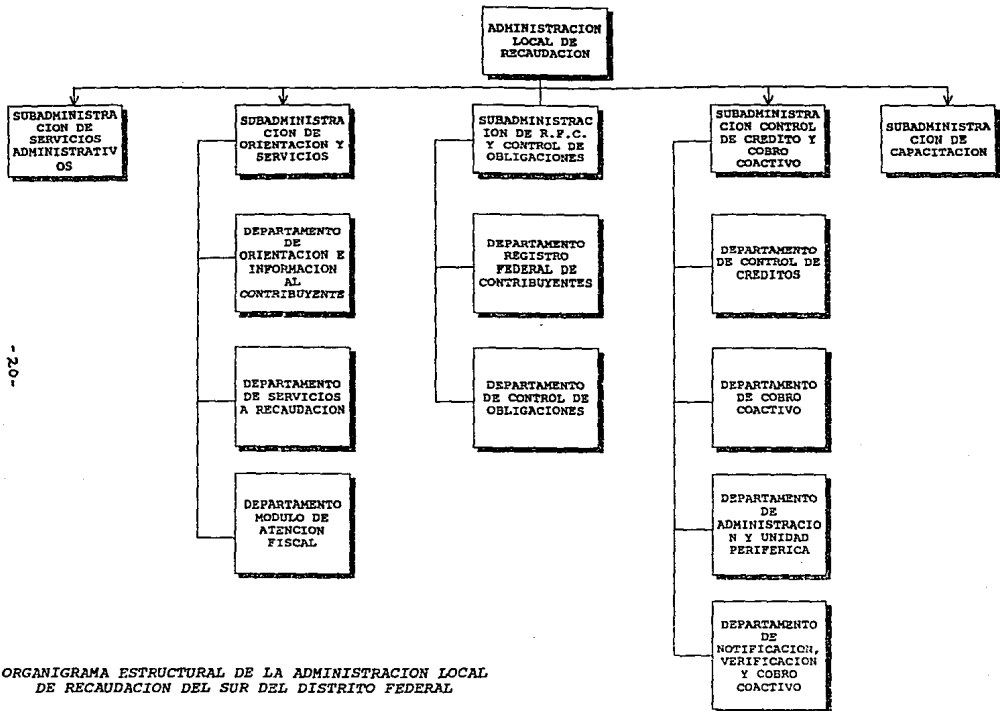 ADMINISTRACION
LOCAL DE
RECAUDACION
SUBADMINISTRA
CION DE
SERVICIOS
ADMINISTRATIV
OS
SUBADMINISTRA
CION DE
ORIENTACION Y
SERVICIOS
SUBADMINISTRAC
ION DE R.F.C.
Y CONTROL DE
OBLIGACIONES
SUBADMINISTRA
CION CONTROL
DE CREDITO Y
COBRO
COACTIVO
SUBADMINISTRA
CION DE
CAPACITACION
DEPARTAMENTO
DE
ORIENTACION E
INFORMACION
AL
CONTRIBUYENTE
DEPARTAMENTO
REGISTRO
FEDERAL DE
CONTRIBUYENTES
DEPARTAMENTO
DE CONTROL DE
CREDITOS
DEPARTAMENTO
DE SERVICIOS
A RECAUDACION
DEPARTAMENTO
DE CONTROL DE
OBLIGACIONES
DEPARTAMENTO
DE COBRO
COACTIVO
DEPARTAMENTO
MODULO DE
ATENCION
FISCAL
DEPARTAMENTO
DE
ADMINISTRACIO
N Y UNIDAD
PERIFERICA
DEPARTAMENTO
DE
NOTIFICACION,
VERIFICACION
Y COBRO
COACTIVO
-20-
ORGANIGRAMA ESTRUCTURAL DE LA ADMINISTRACION LOCAL
DE RECAUDACION DEL SUR DEL DISTRITO FEDERAL